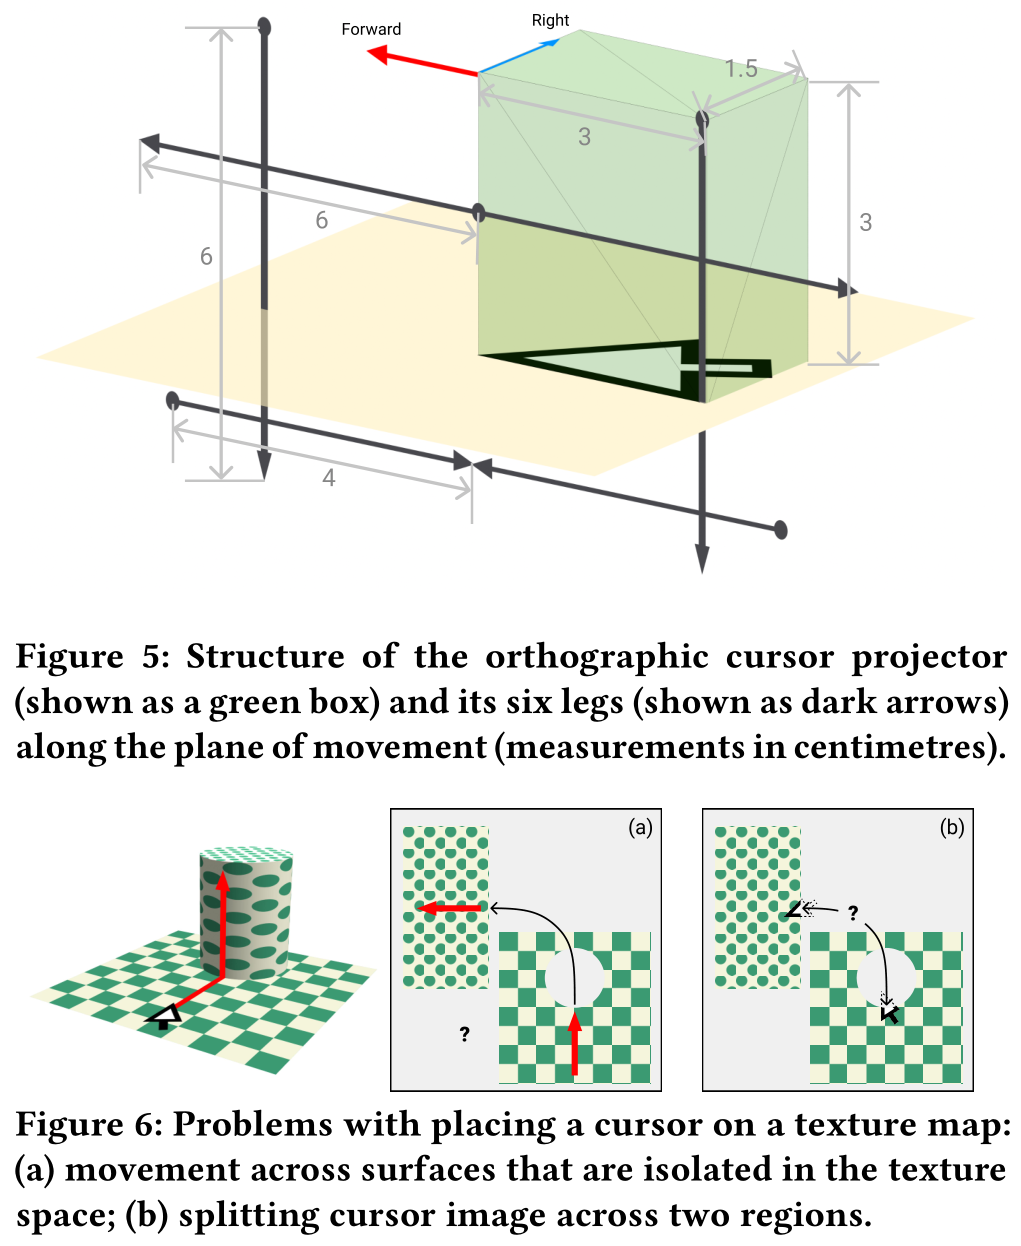 Right
Forward
1.5
3
6
3
6
4
Figure 5: Structure of the orthographic cursor projector
(shown as a green box) and its six legs (shown as dark arrows)
along the plane of movement (measurements in centimetres).
(a)
(b)
?
?
Figure 6: Problems with placing a cursor on a texture map:
(a) movement across surfaces that are isolated in the texture
space; (b) splitting cursor image across two regions.